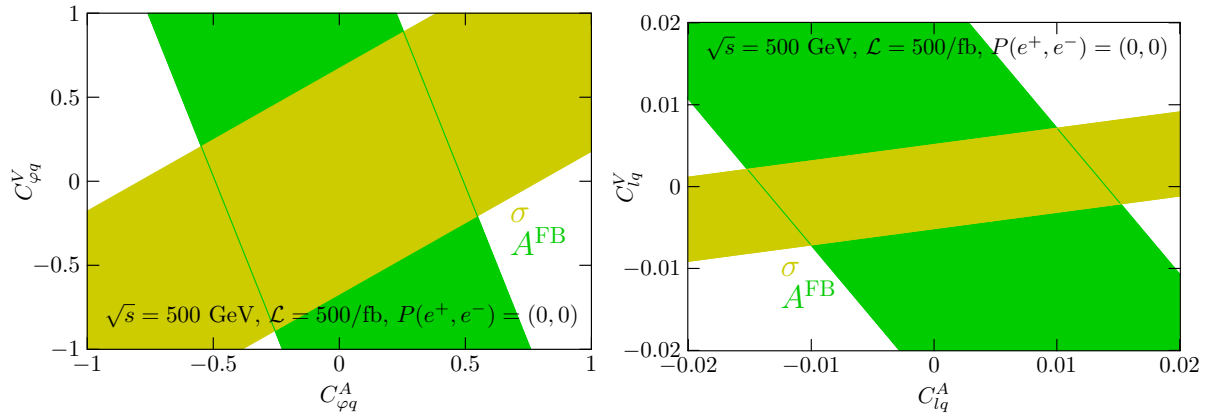 1
0.5
0
−0.5
−1
C^V_{φq}
√s = 500 GeV, ℒ = 500/fb, P(e⁺, e⁻) = (0, 0)
σ
A^FB
−1
−0.5
0
0.5
1
C^A_{φq}
0.02
0.01
0
−0.01
−0.02
C^V_{lq}
√s = 500 GeV, ℒ = 500/fb, P(e⁺, e⁻) = (0, 0)
σ
A^FB
−0.02
−0.01
0
0.01
0.02
C^A_{lq}